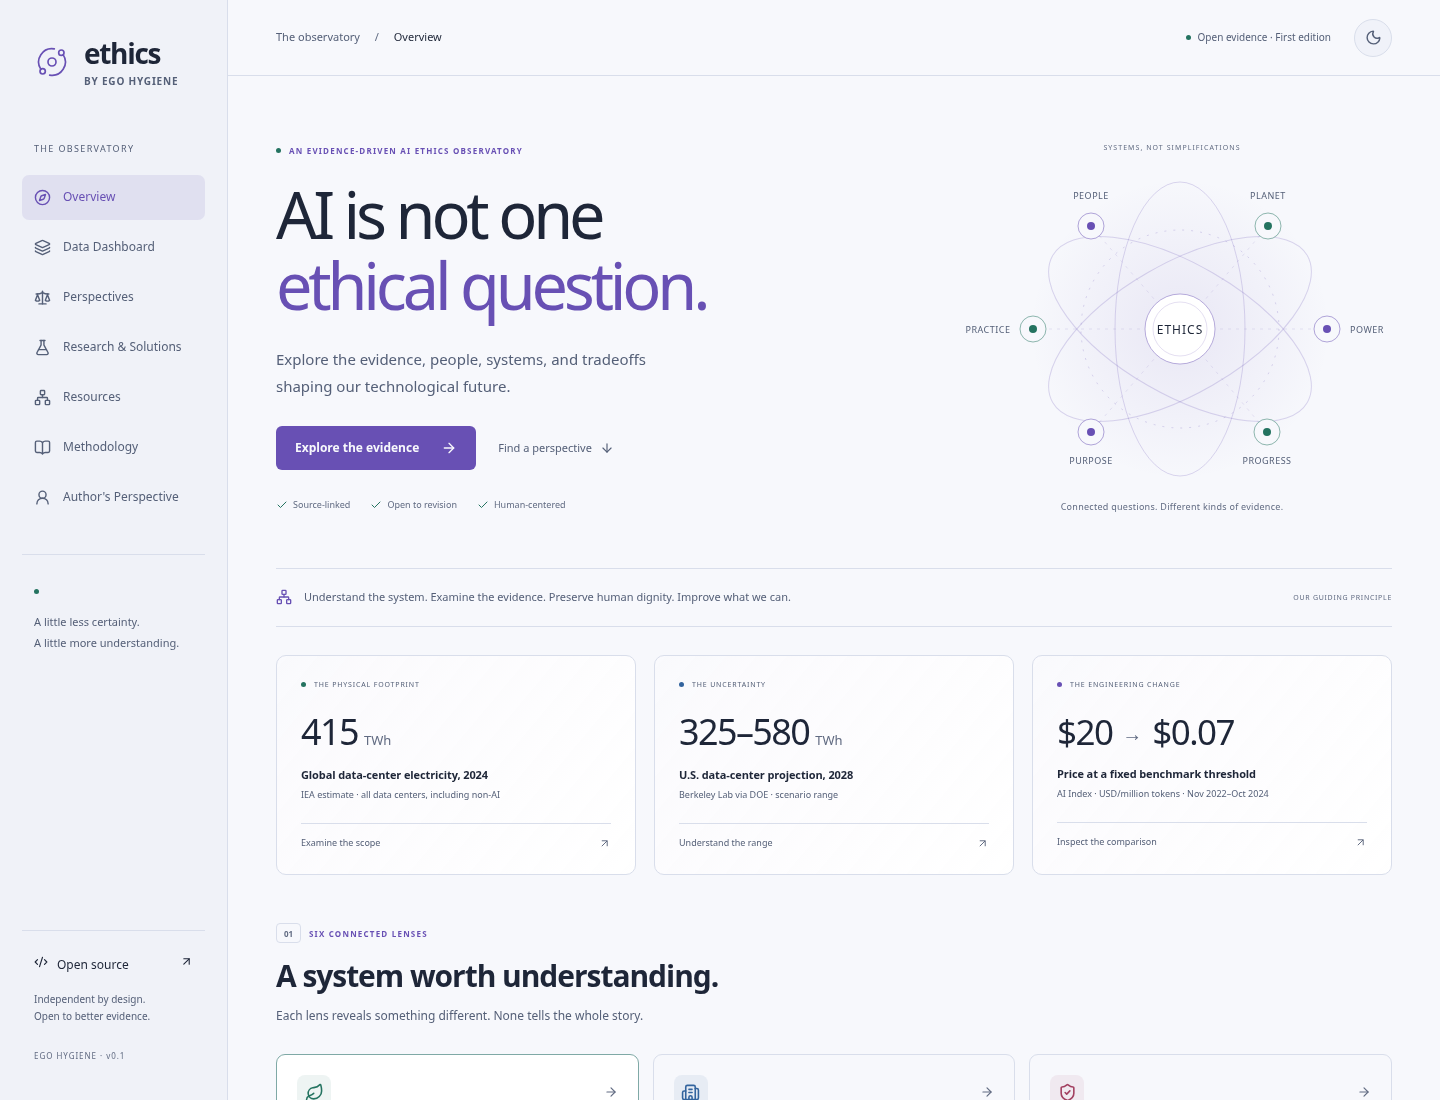 ethics
BY EGO HYGIENE
THE OBSERVATORY
Overview
Data Dashboard
Perspectives
Research & Solutions
Resources
Methodology
Author's Perspective
A little less certainty.
A little more understanding.
Open source
Independent by design.
Open to better evidence.
EGO HYGIENE · v0.1
The observatory / Overview
Open evidence · First edition
AN EVIDENCE-DRIVEN AI ETHICS OBSERVATORY
AI is not one
ethical question.
Explore the evidence, people, systems, and tradeoffs
shaping our technological future.
Explore the evidence →
Find a perspective ↓
Source-linked
Open to revision
Human-centered
SYSTEMS, NOT SIMPLIFICATIONS
PEOPLE
PLANET
PRACTICE
ETHICS
POWER
PURPOSE
PROGRESS
Connected questions. Different kinds of evidence.
Understand the system. Examine the evidence. Preserve human dignity. Improve what we can.
OUR GUIDING PRINCIPLE
THE PHYSICAL FOOTPRINT
415 TWh
Global data-center electricity, 2024
IEA estimate · all data centers, including non-AI
Examine the scope
THE UNCERTAINTY
325–580 TWh
U.S. data-center projection, 2028
Berkeley Lab via DOE · scenario range
Understand the range
THE ENGINEERING CHANGE
$20 → $0.07
Price at a fixed benchmark threshold
AI Index · USD/million tokens · Nov 2022–Oct 2024
Inspect the comparison
01 SIX CONNECTED LENSES
A system worth understanding.
Each lens reveals something different. None tells the whole story.